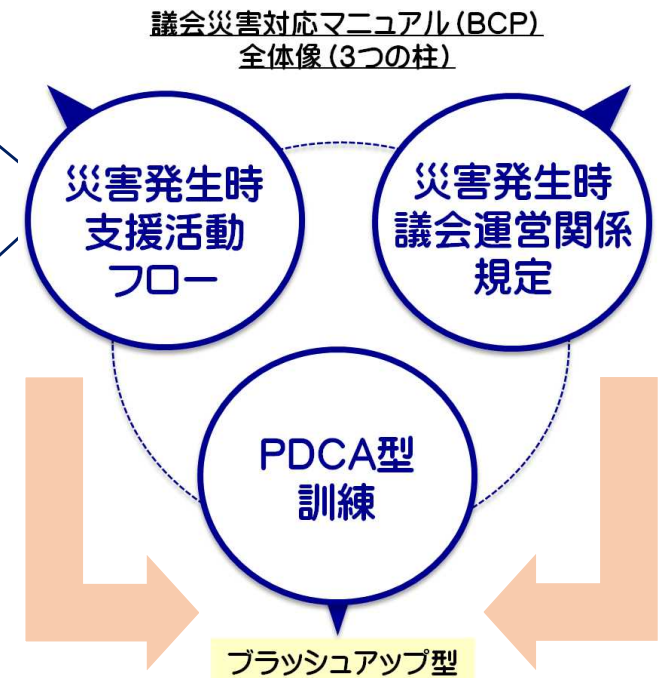 議会災害対応マニュアル(BCP)
全体像(3つの柱)
災害発生時
支援活動
フロー
災害発生時
議会運営関係
規定
PDCA型
訓練
ブラッシュアップ型